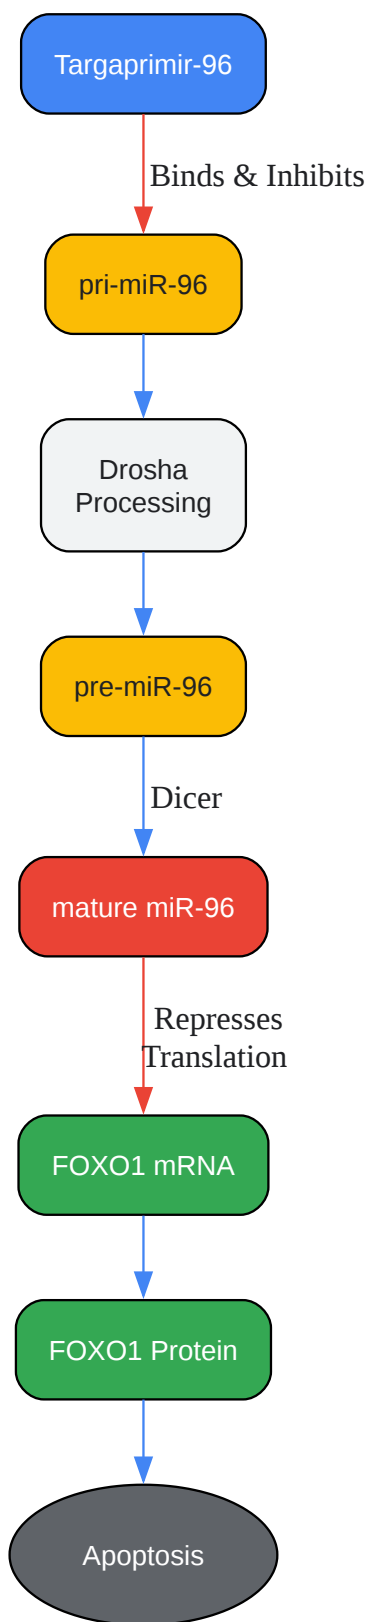 Targaprimir-96
Binds & Inhibits
pri-miR-96
Drosha
Processing
pre-miR-96
Dicer
mature miR-96
Represses
Translation
FOXO1 mRNA
FOXO1 Protein
Apoptosis